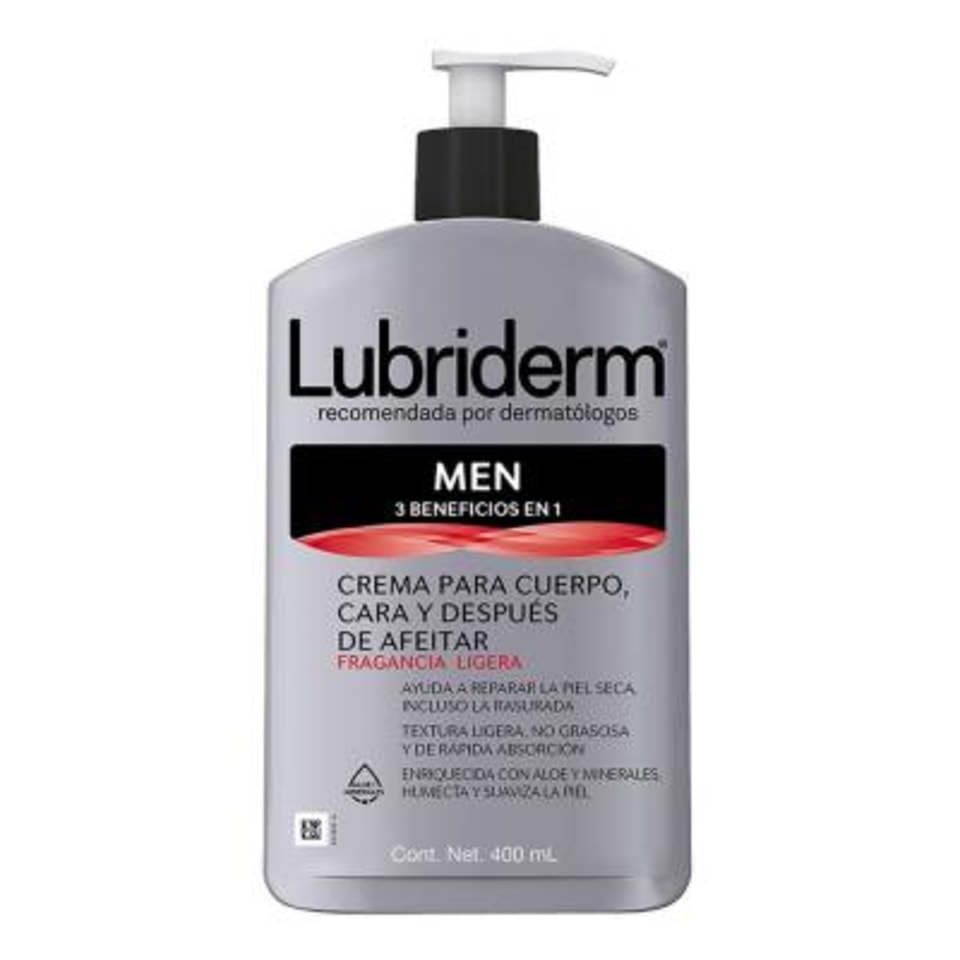 Lubriderm®
recomendada por dermatólogos
MEN
3 BENEFICIOS EN 1
CREMA PARA CUERPO,
CARA Y DESPUÉS
DE AFEITAR
FRAGANCIA LIGERA
AYUDA A REPARAR LA PIEL SECA,
INCLUSO LA RASURADA
TEXTURA LIGERA, NO GRASOSA
Y DE RÁPIDA ABSORCIÓN
ENRIQUECIDA CON ALOE Y MINERALES,
HUMECTA Y SUAVIZA LA PIEL
Cont. Net. 400 mL